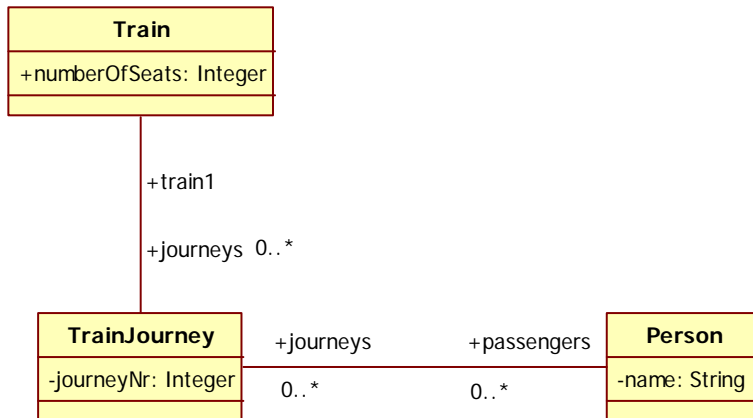 Train
+numberOfSeats: Integer
+train1
+journeys 0..*
TrainJourney
-journeyNr: Integer
+journeys
0..*
+passengers
0..*
Person
-name: String